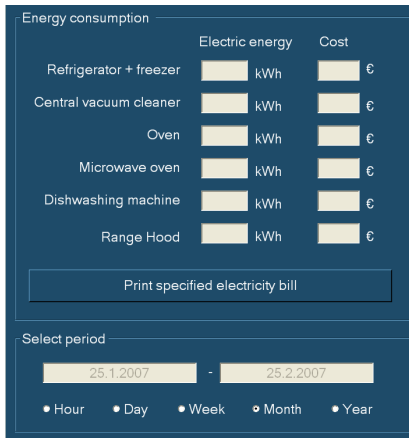 Energy consumption
Electric energy Cost
Refrigerator + freezer kWh €
Central vacuum cleaner kWh €
Oven kWh €
Microwave oven kWh €
Dishwashing machine kWh €
Range Hood kWh €
Print specified electricity bill
Select period
25.1.2007 - 25.2.2007
Hour Day Week Month Year